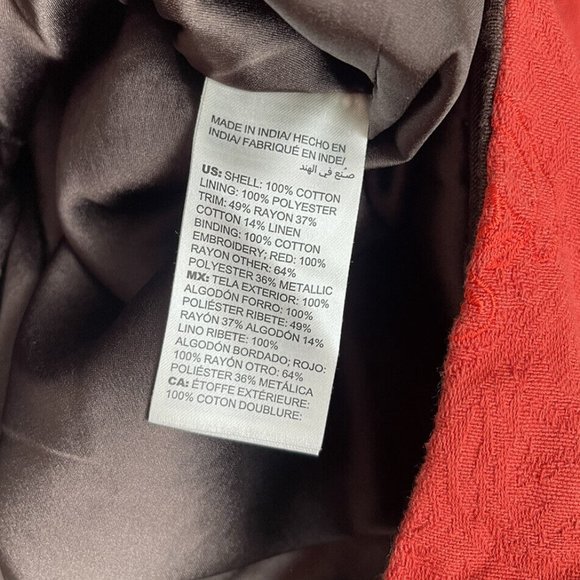 MADE IN INDIA/ HECHO EN
INDIA/ FABRIQUÉ EN INDE/
صنع في الهند
US: SHELL: 100% COTTON
LINING: 100% POLYESTER
TRIM: 49% RAYON 37%
COTTON 14% LINEN
BINDING: 100% COTTON
EMBROIDERY; RED: 100%
RAYON OTHER: 64%
POLYESTER 36% METALLIC
MX: TELA EXTERIOR: 100%
ALGODÓN FORRO: 100%
POLIÉSTER RIBETE: 49%
RAYÓN 37% ALGODÓN 14%
LINO RIBETE: 100%
ALGODÓN BORDADO; ROJO:
100% RAYÓN OTRO; 64%
POLIÉSTER 36% METÁLICA
CA: ÉTOFFE EXTÉRIEURE:
100% COTON DOUBLURE: